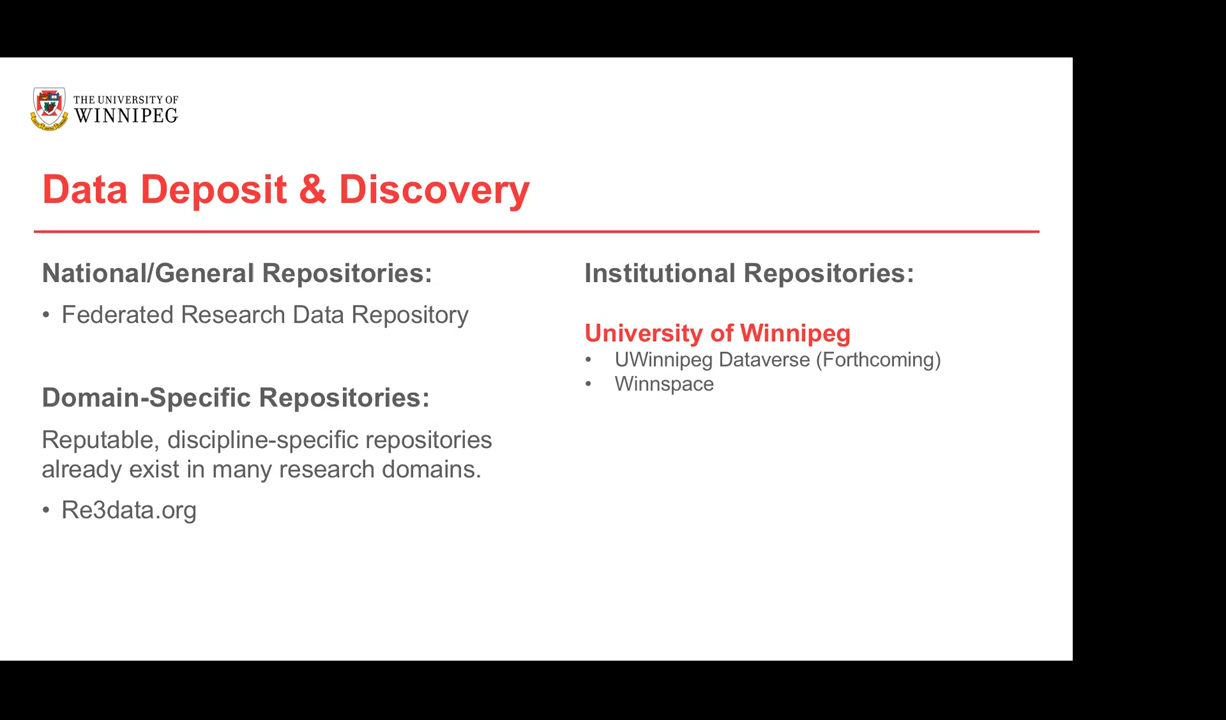 THE UNIVERSITY OF
WINNIPEG
Data Deposit & Discovery
National/General Repositories:
• Federated Research Data Repository
Domain-Specific Repositories:
Reputable, discipline-specific repositories
already exist in many research domains.
• Re3data.org
Institutional Repositories:
University of Winnipeg
• UWinnipeg Dataverse (Forthcoming)
• Winnspace